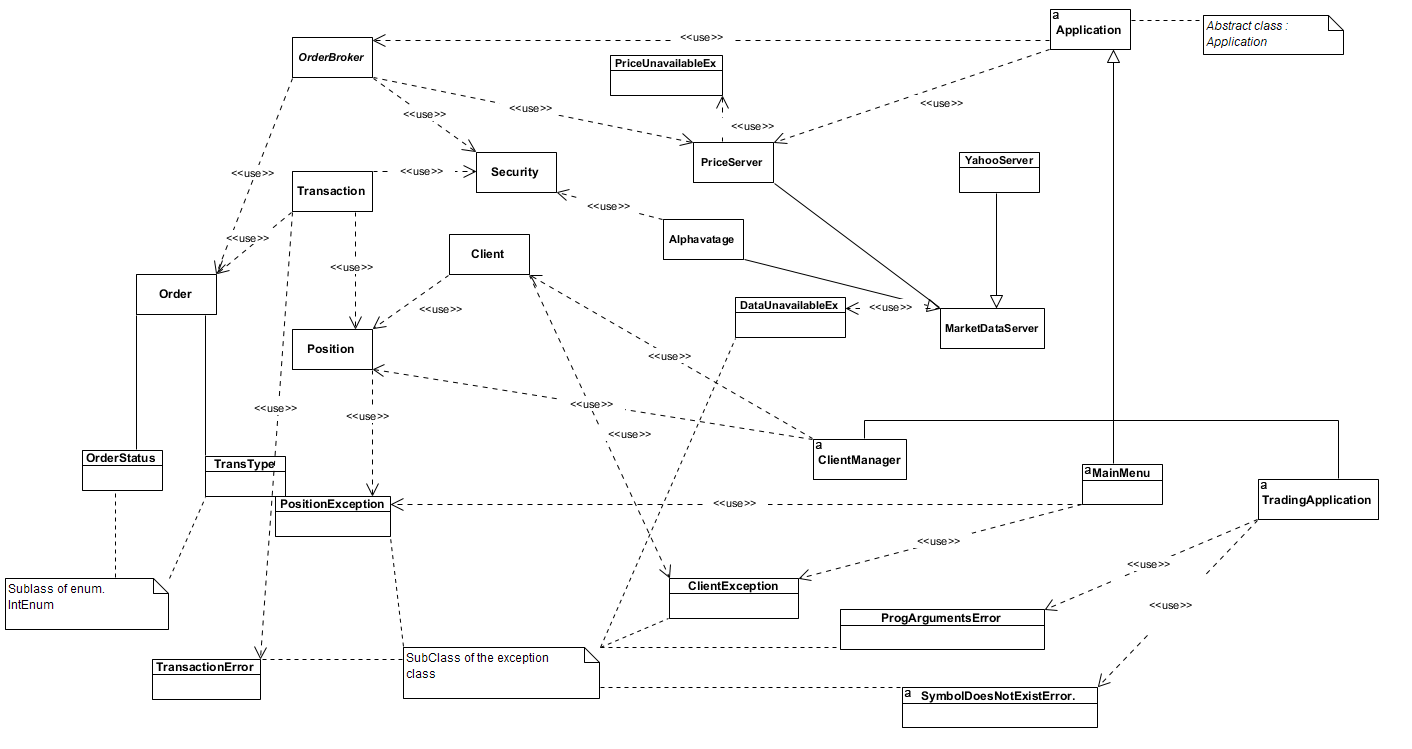 a
Application
Abstract class :
Application
<<use>>
OrderBroker
PriceUnavailableEx
<<use>>
<<use>>
<<use>>
<<use>>
PriceServer
YahooServer
Security
<<use>>
<<use>>
Transaction
<<use>>
Alphavatage
<<use>>
Client
<<use>>
Order
DataUnavailableEx
<<use>>
<<use>>
MarketDataServer
Position
<<use>>
<<use>>
<<use>>
<<use>>
<<use>>
a
ClientManager
OrderStatus
TransType
a
MainMenu
a
TradingApplication
PositionException
<<use>>
<<use>>
<<use>>
Sublass of enum.
IntEnum
ClientException
<<use>>
ProgArgumentsError
SubClass of the exception
class
TransactionError
a
SymbolDoesNotExistError.